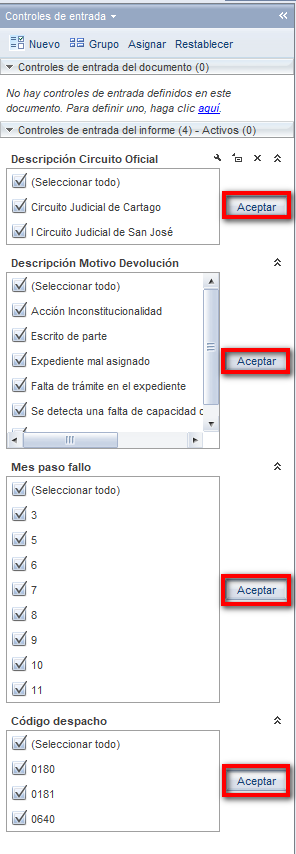 Controles de entrada
Nuevo Grupo Asignar Restablecer
Controles de entrada del documento (0)
No hay controles de entrada definidos en este
documento. Para definir uno, haga clic aquí.
Controles de entrada del informe (4) - Activos (0)
Descripción Circuito Oficial
(Seleccionar todo)
Circuito Judicial de Cartago Aceptar
I Circuito Judicial de San José
Descripción Motivo Devolución
(Seleccionar todo)
Acción Inconstitucionalidad
Escrito de parte
Expediente mal asignado Aceptar
Falta de trámite en el expediente
Se detecta una falta de capacidad c
Mes paso fallo
(Seleccionar todo)
3
5
6
7 Aceptar
8
9
10
11
Código despacho
(Seleccionar todo)
0180 Aceptar
0181
0640